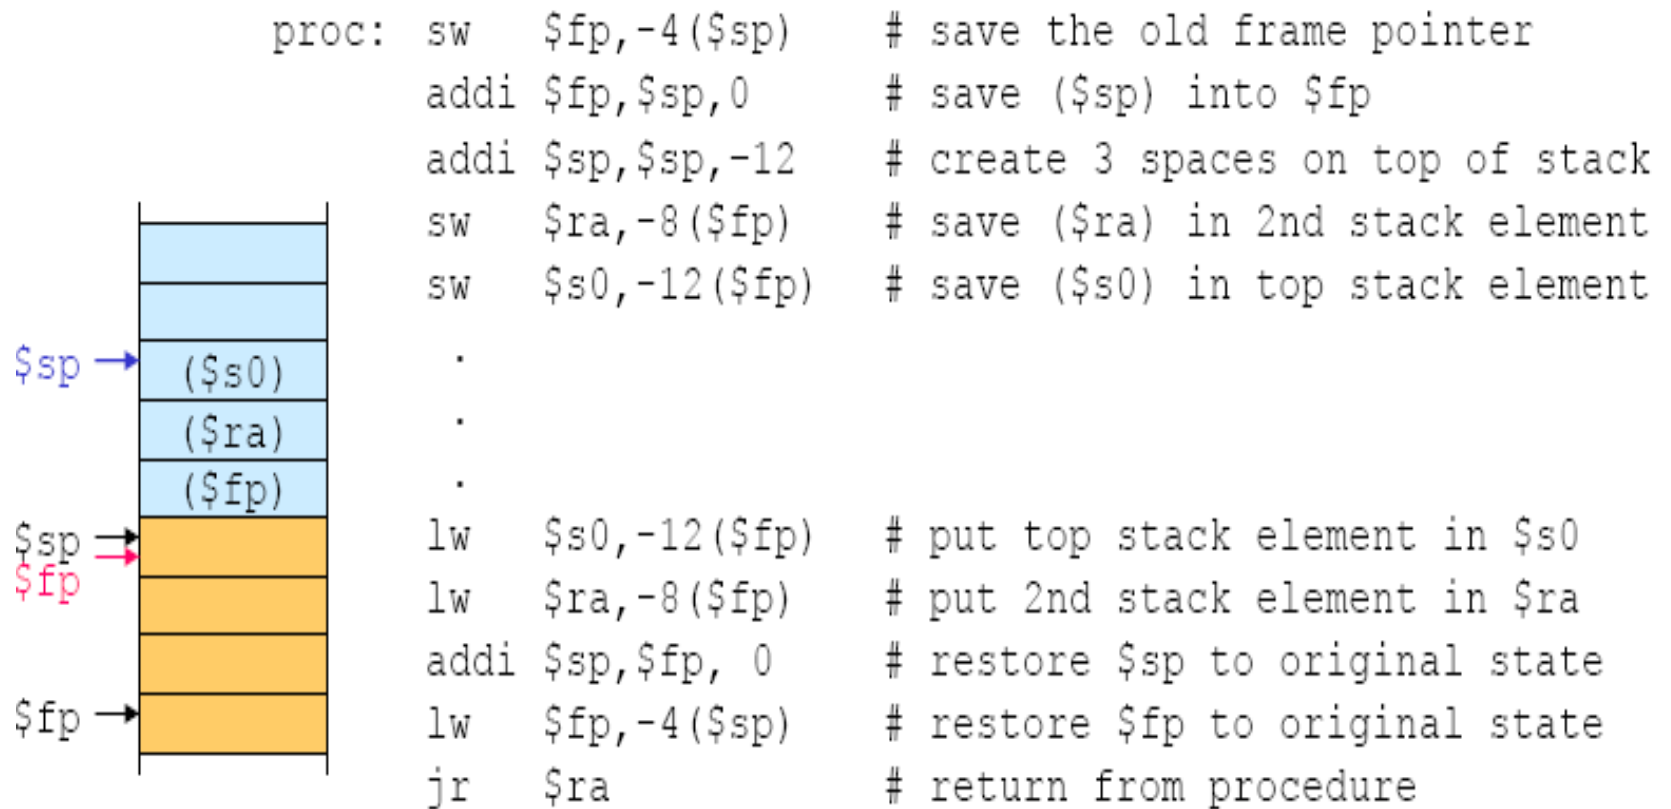 proc: sw $fp,-4($sp) # save the old frame pointer
addi $fp,$sp,0 # save ($sp) into $fp
addi $sp,$sp,-12 # create 3 spaces on top of stack
sw $ra,-8($fp) # save ($ra) in 2nd stack element
sw $s0,-12($fp) # save ($s0) in top stack element
$sp ($s0) .
($ra) .
($fp) .
$sp lw $s0,-12($fp) # put top stack element in $s0
$fp lw $ra,-8($fp) # put 2nd stack element in $ra
addi $sp,$fp, 0 # restore $sp to original state
$fp lw $fp,-4($sp) # restore $fp to original state
jr $ra # return from procedure